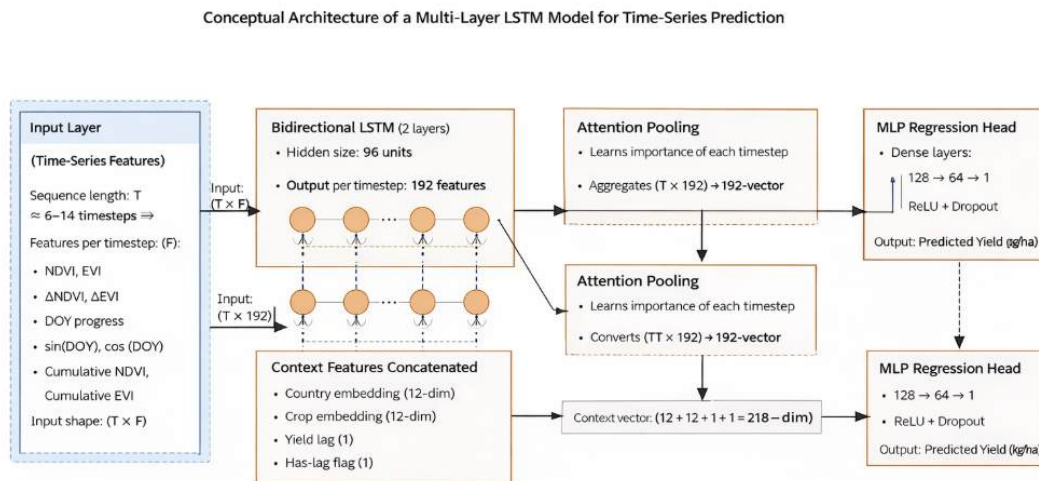 Conceptual Architecture of a Multi-Layer LSTM Model for Time-Series Prediction
Input Layer
(Time-Series Features)
Sequence length: T
≈ 6–14 timesteps ⇒
Features per timestep: (F):
• NDVI, EVI
• ΔNDVI, ΔEVI
• DOY progress
• sin(DOY), cos (DOY)
• Cumulative NDVI,
Cumulative EVI
Input shape: (T × F)
Input:
(T × F)
Input:
(T × 192)
Bidirectional LSTM (2 layers)
• Hidden size: 96 units
• Output per timestep: 192 features
Context Features Concatenated
• Country embedding (12-dim)
• Crop embedding (12-dim)
• Yield lag (1)
• Has-lag flag (1)
Attention Pooling
• Learns importance of each timestep
• Aggregates (T × 192) → 192-vector
Attention Pooling
• Learns importance of each timestep
• Converts (TT × 192) → 192-vector
Context vector: (12 + 12 + 1 + 1 = 218 – dim)
MLP Regression Head
• Dense layers:
128 → 64 → 1
ReLU + Dropout
Output: Predicted Yield (kg/ha)
MLP Regression Head
• 128 → 64 → 1
• ReLU + Dropout
Output: Predicted Yield (kg/ha)